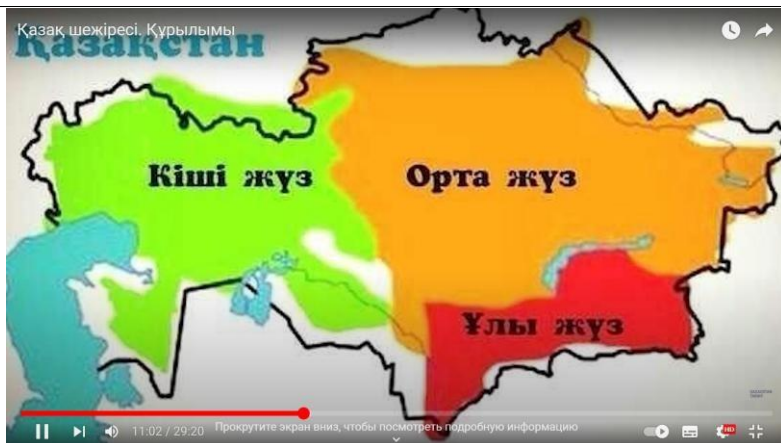 Қазақ шежіресі. Құрылымы
Қазақстан
Кіші жүз
Орта жүз
Ұлы жүз
11:02 / 29:20
Прокрутите экран вниз, чтобы посмотреть подробную информацию
HD